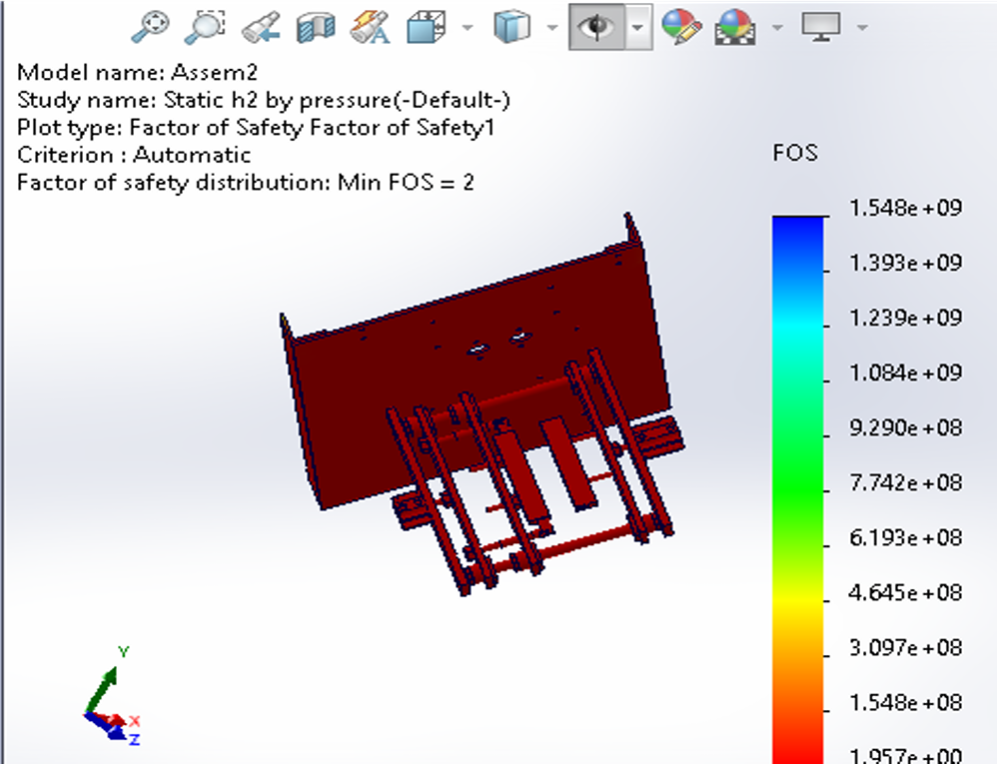 Model name: Assem2
Study name: Static h2 by pressure(-Default-)
Plot type: Factor of Safety Factor of Safety1
Criterion : Automatic
Factor of safety distribution: Min FOS = 2
FOS
1.548e+09
1.393e+09
1.239e+09
1.084e+09
9.290e+08
7.742e+08
6.193e+08
4.645e+08
3.097e+08
1.548e+08
1.957e+00
Y
X
Z